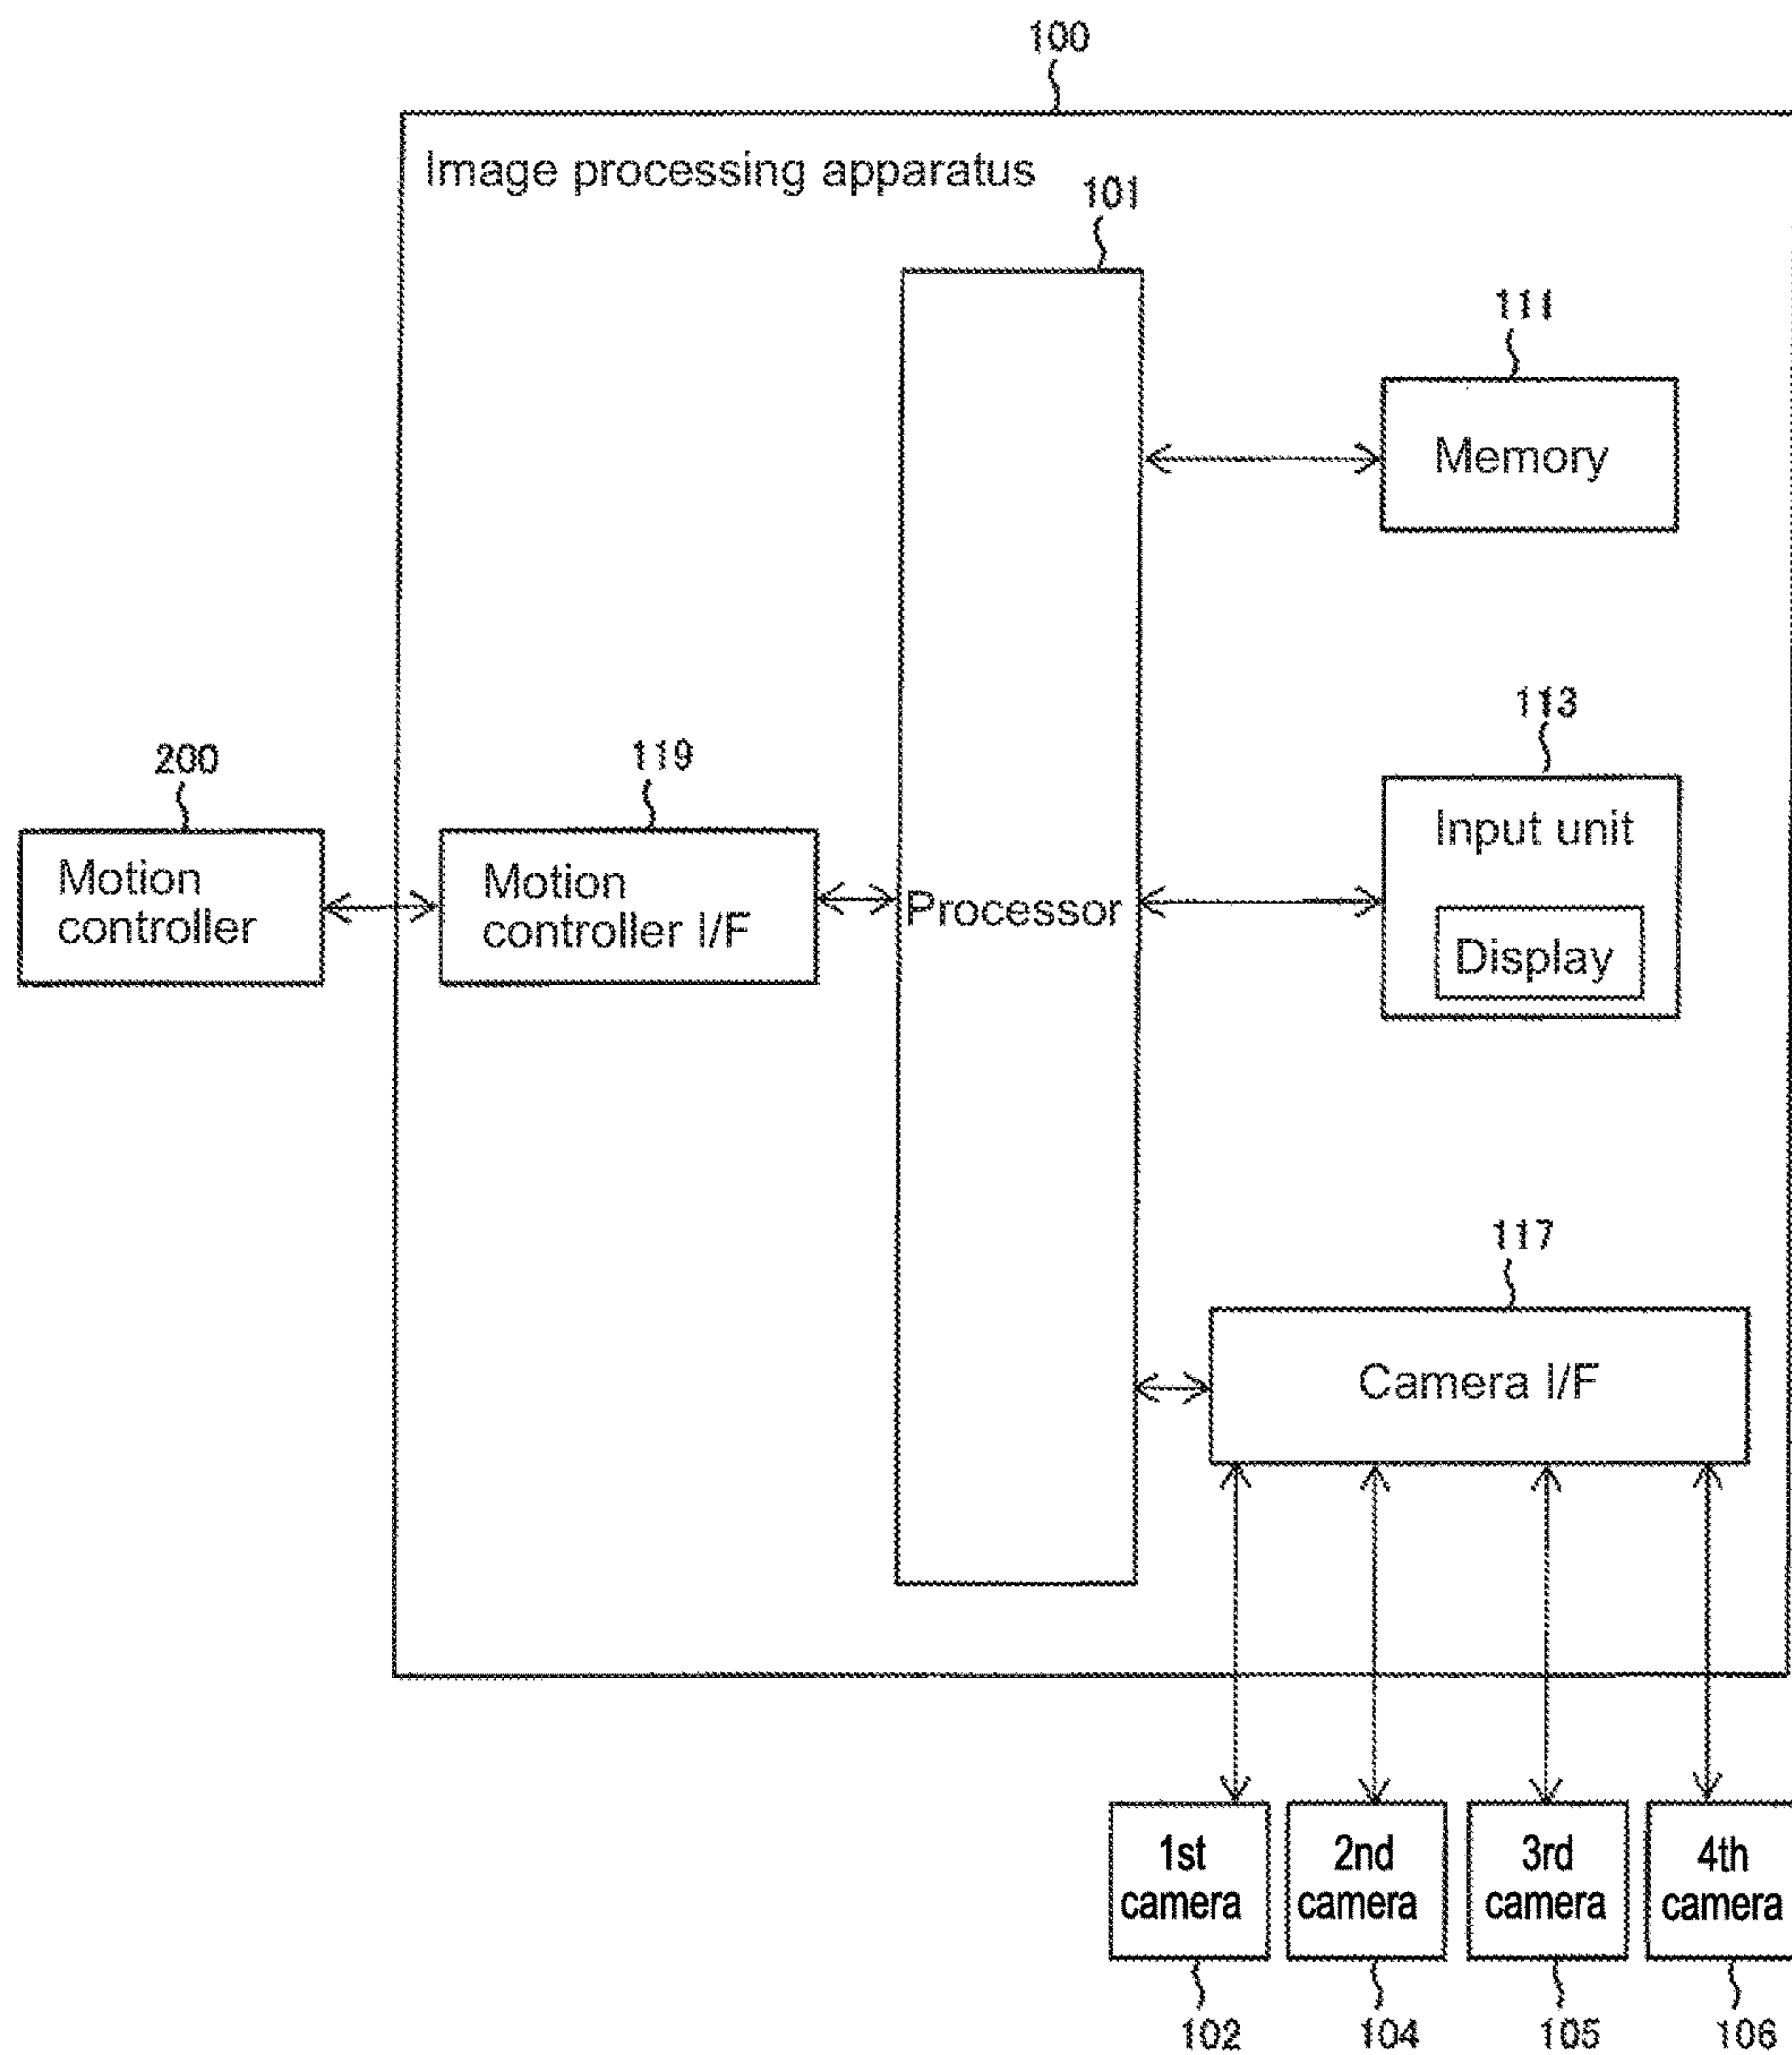 100
Image processing apparatus
101
111
Memory
113
Input unit
Display
200
Motion
controller
119
Motion
controller I/F
Processor
117
Camera I/F
1st
camera
2nd
camera
3rd
camera
4th
camera
102
104
105
106